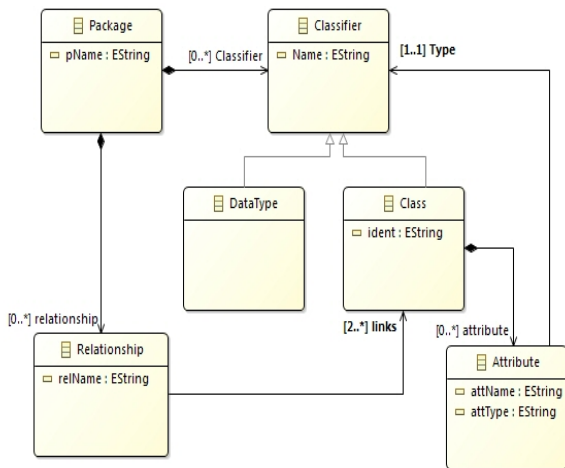 Package
pName : EString
[0..*] Classifier
Classifier
Name : EString
[1..1] Type
DataType
Class
ident : EString
[0..*] relationship
[2..*] links
[0..*] attribute
Relationship
relName : EString
Attribute
attName : EString
attType : EString